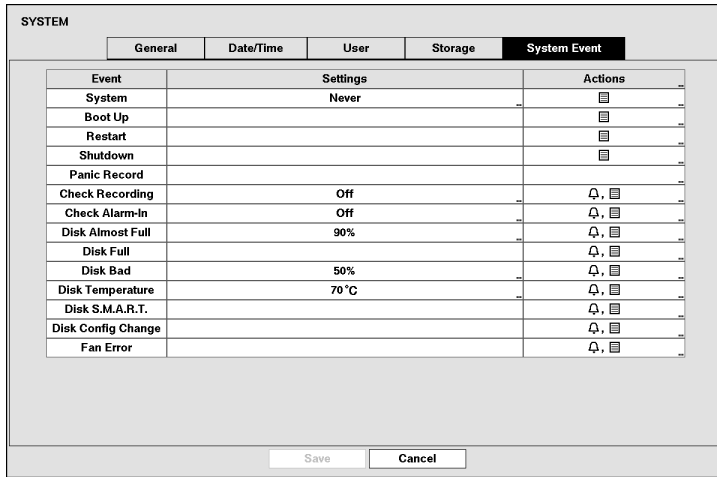 SYSTEM
General Date/Time User Storage System Event
Event Settings Actions ...
System Never ... ...
Boot Up ...
Restart ...
Shutdown ...
Panic Record ...
Check Recording Off ... , ...
Check Alarm-In Off ... , ...
Disk Almost Full 90% ... , ...
Disk Full , ...
Disk Bad 50% ... , ...
Disk Temperature 70°C ... , ...
Disk S.M.A.R.T. , ...
Disk Config Change , ...
Fan Error , ...
Save Cancel